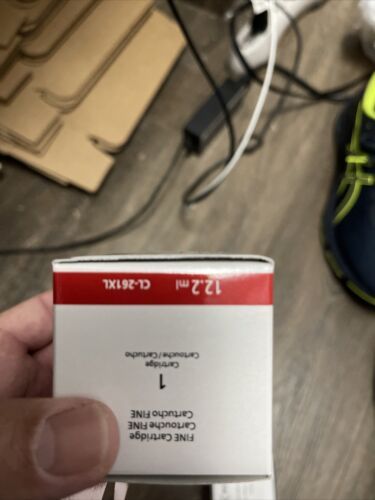 FINE Cartridge
Cartouche FINE
Cartucho FINE
1
Cartridge
Cartouche/Cartucho
12.2 ml CL-261XL